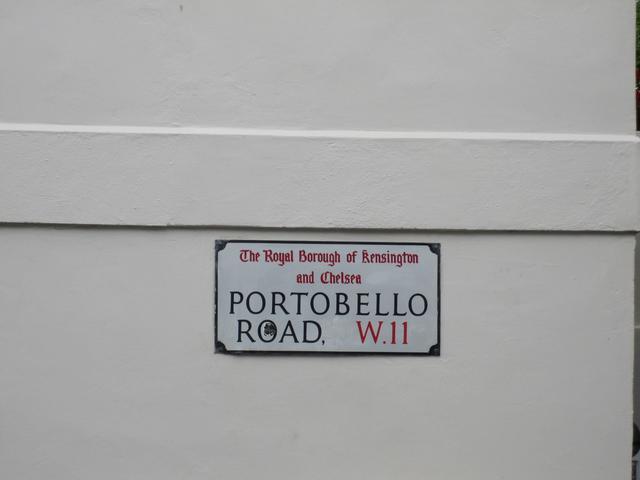 The Royal Borough of Kensington
and Chelsea
PORTOBELLO
ROAD, W.11